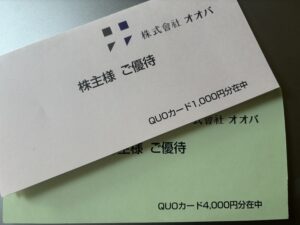 株式會社 オオバ
株主様 ご優待
QUOカード1,000円分在中
式會社 オオバ
主様 ご優待
QUOカード4,000円分在中